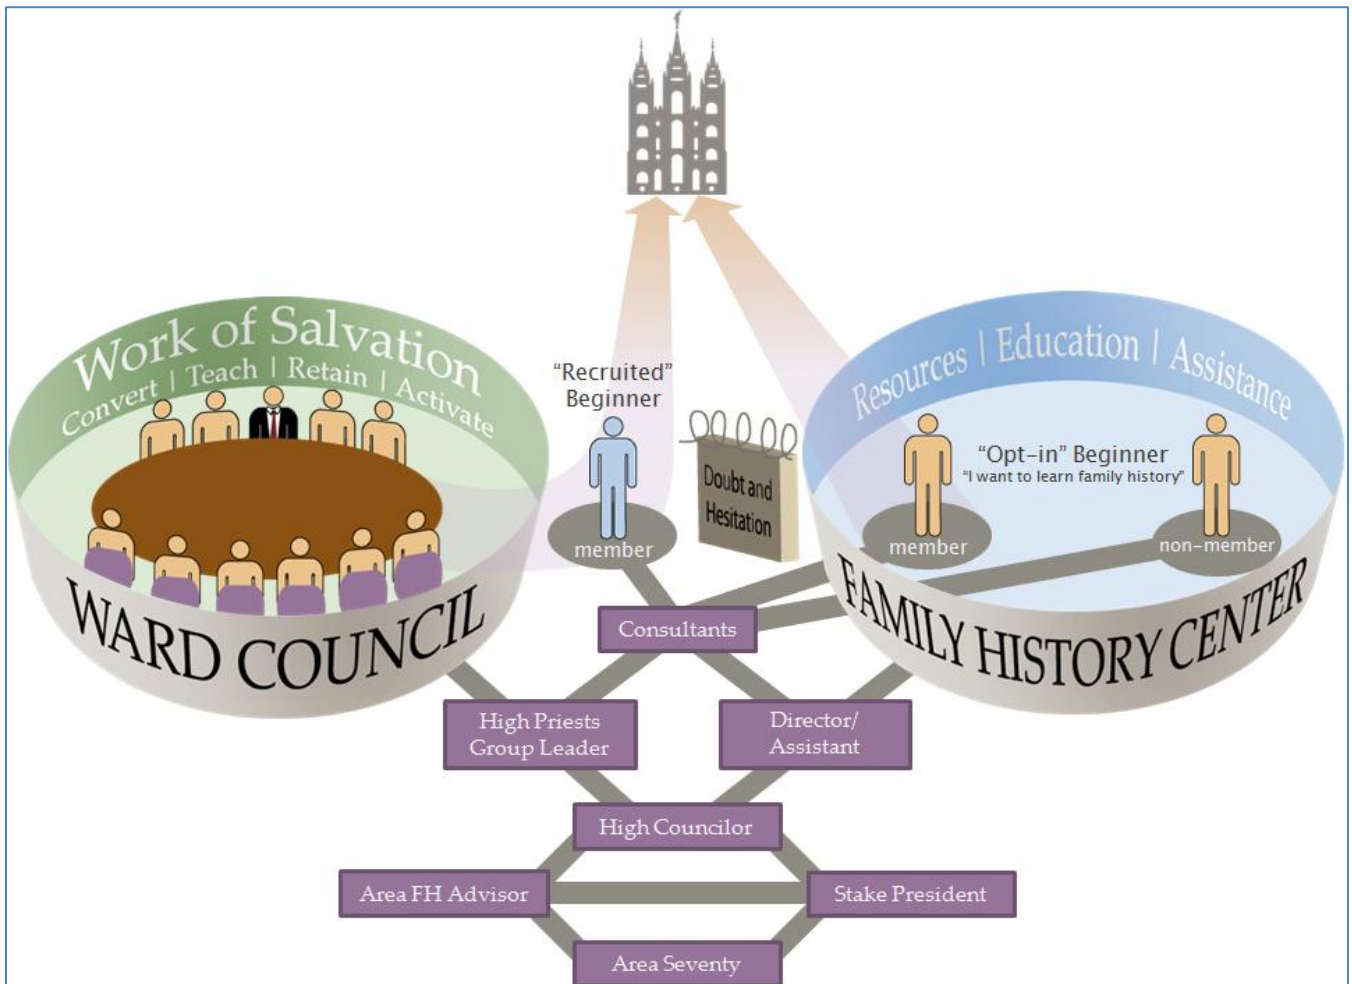 Work of Salvation
Convert | Teach | Retain | Activate
WARD COUNCIL
“Recruited”
Beginner
member
Doubt and
Hesitation
Resources | Education | Assistance
“Opt-in” Beginner
“I want to learn family history”
member
non-member
FAMILY HISTORY CENTER
Consultants
High Priests
Group Leader
Director/
Assistant
High Councilor
Area FH Advisor
Stake President
Area Seventy